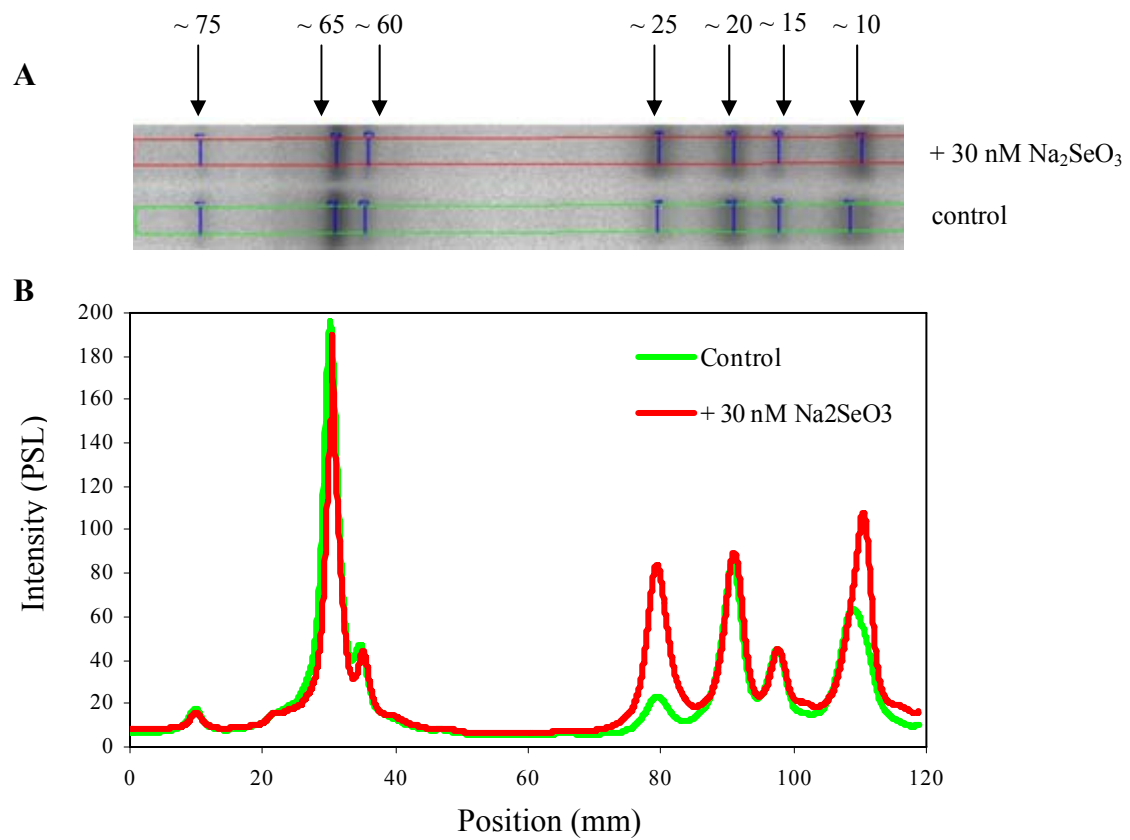 ~ 75 ~ 65 ~ 60 ~ 25 ~ 20 ~ 15 ~ 10
A
+ 30 nM Na₂SeO₃
control
B
200
180
160
140
120
100
80
60
40
20
0
Intensity (PSL)
Control
+ 30 nM Na2SeO3
0 20 40 60 80 100 120
Position (mm)